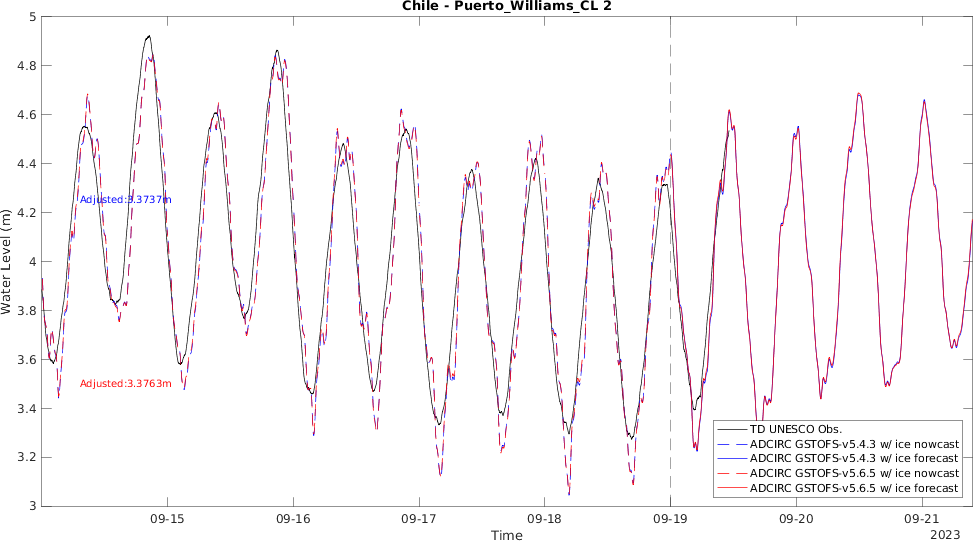 Chile - Puerto_Williams_CL 2
5
4.8
4.6
4.4
4.2
4
3.8
3.6
3.4
3.2
3
Water Level (m)
Adjusted:3.3737m
Adjusted:3.3763m
TD UNESCO Obs.
ADCIRC GSTOFS-v5.4.3 w/ ice nowcast
ADCIRC GSTOFS-v5.4.3 w/ ice forecast
ADCIRC GSTOFS-v5.6.5 w/ ice nowcast
ADCIRC GSTOFS-v5.6.5 w/ ice forecast
09-15 09-16 09-17 09-18 09-19 09-20 09-21
Time
2023